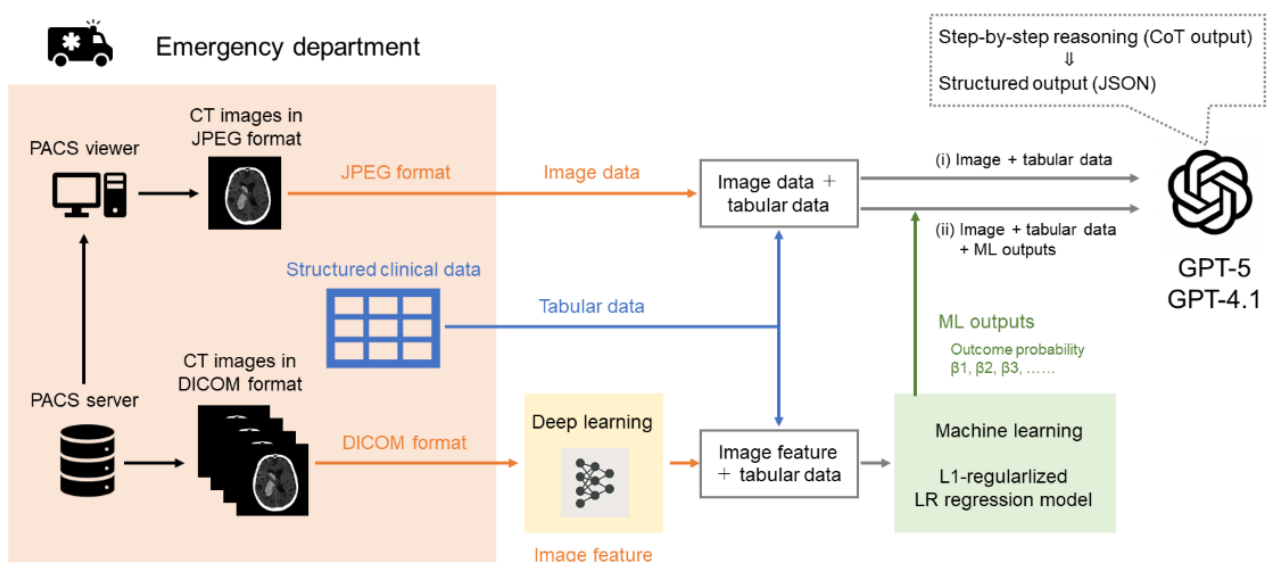 Emergency department
Step-by-step reasoning (CoT output)
⇓
Structured output (JSON)
CT images in
JPEG format
PACS viewer
JPEG format
Image data
Image data +
tabular data
(i) Image + tabular data
(ii) Image + tabular data
+ ML outputs
GPT-5
GPT-4.1
Structured clinical data
Tabular data
ML outputs
Outcome probability
β1, β2, β3, ......
CT images in
DICOM format
PACS server
DICOM format
Deep learning
Image feature
Image feature
+ tabular data
Machine learning
L1-regularlized
LR regression model